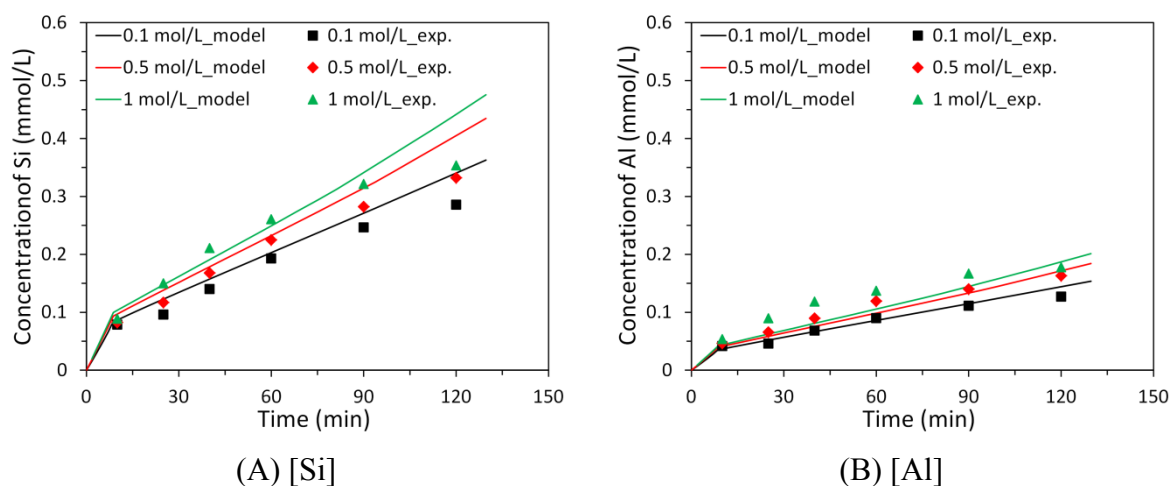 0.6
0.5
0.4
0.3
0.2
0.1
0
Concentrationof Si (mmol/L)
0.1 mol/L_model
0.1 mol/L_exp.
0.5 mol/L_model
0.5 mol/L_exp.
1 mol/L_model
1 mol/L_exp.
0 30 60 90 120 150
Time (min)
(A) [Si]
0.6
0.5
0.4
0.3
0.2
0.1
0
Concentrationof Al (mmol/L)
0.1 mol/L_model
0.1 mol/L_exp.
0.5 mol/L_model
0.5 mol/L_exp.
1 mol/L_model
1 mol/L_exp.
0 30 60 90 120 150
Time (min)
(B) [Al]